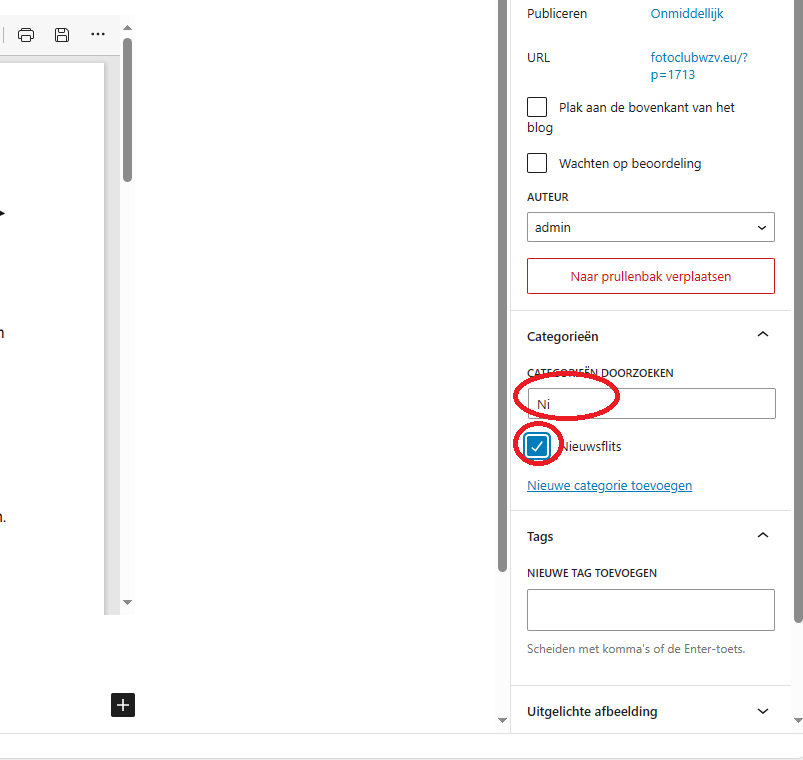 Publiceren Onmiddellijk
URL fotoclubwzv.eu/?
p=1713
Plak aan de bovenkant van het
blog
Wachten op beoordeling
AUTEUR
admin
Naar prullenbak verplaatsen
Categorieën
CATEGORIEËN DOORZOEKEN
Ni
Nieuwsflits
Nieuwe categorie toevoegen
Tags
NIEUWE TAG TOEVOEGEN
Scheiden met komma's of de Enter-toets.
Uitgelichte afbeelding